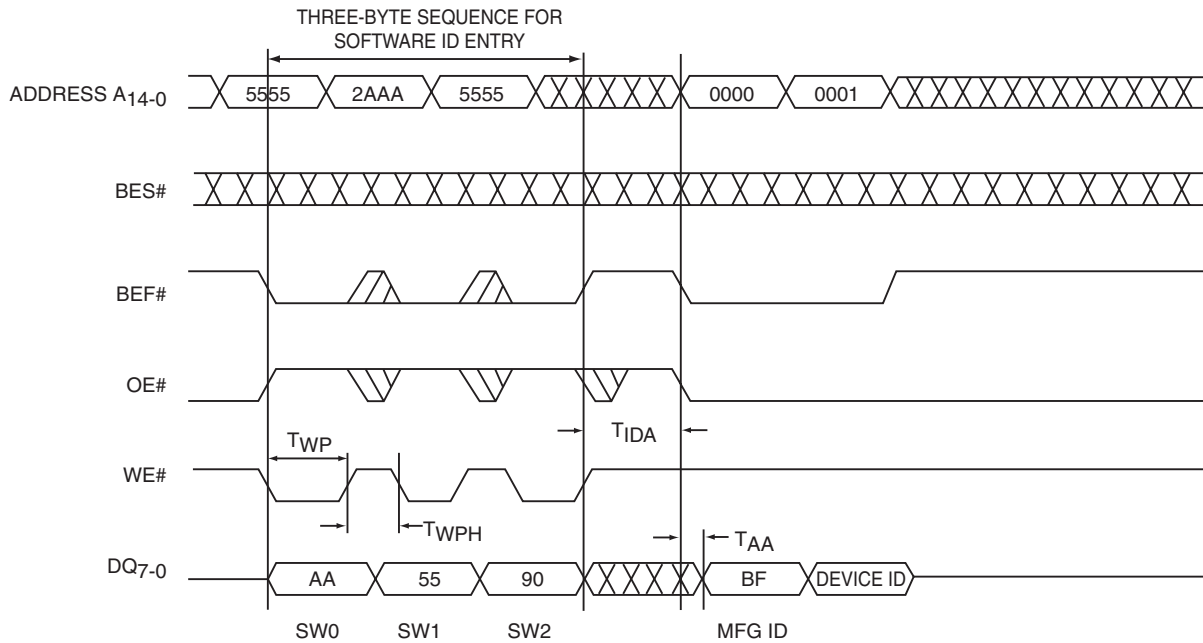 THREE-BYTE SEQUENCE FOR
SOFTWARE ID ENTRY
ADDRESS A14-0 5555 2AAA 5555 0000 0001
BES#
BEF#
OE#
TIDA
TWP
WE#
TWPH
TAA
DQ7-0 AA 55 90 BF DEVICE ID
SW0 SW1 SW2 MFG ID